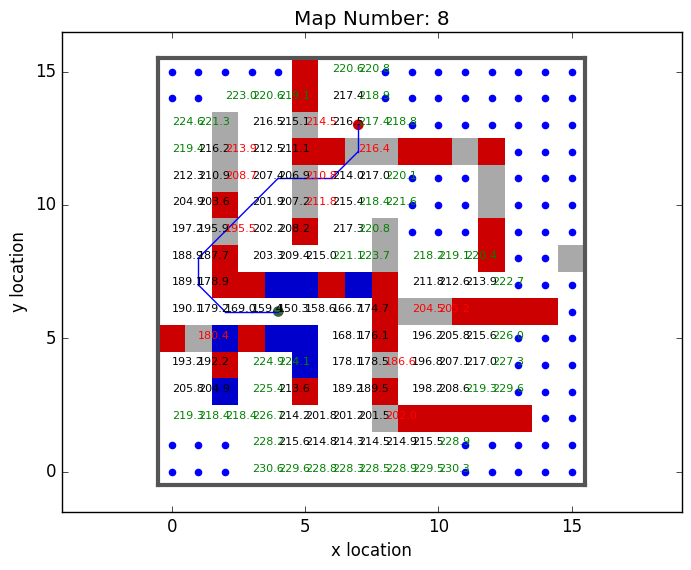 Map Number: 8
15
220.6 220.8
223.0 220.6 217.4 218.9
224.6 221.3 216.5 215.1 214.5 216.5 217.4 218.8
219.4 216.2 213.9 212.5 211.1 216.4
212.3 210.9 208.7 207.4 206.9 210.8 214.0 217.0 220.1
10
204.9 203.6 201.9 207.2 211.8 215.4 218.4 221.6
197.2 195.9 195.5 202.2 208.2 217.3 220.8
188.9 187.7 203.3 209.4 215.0 221.1 223.7 218.2 219.1
189.1 178.9 211.8 212.6 213.9 222.7
190.1 179.2 169.0 159.4 150.3 158.6 166.7 174.7 204.5 205.2
5
180.4 168.1 176.1 196.2 205.8 215.6 226.0
193.2 192.2 224.9 224.1 178.1 178.5 186.6 196.8 207.1 217.0 227.3
205.8 204.9 225.4 213.6 189.2 189.5 198.2 208.6 219.3 229.6
219.3 218.4 218.4 226.7 214.2 201.8 201.2 201.5 203.0
228.2 215.6 214.8 214.3 214.5 214.9 215.5 228.9
0
230.6 229.6 228.8 228.3 228.5 228.9 229.5 230.3
0 5 10 15
x location
y location